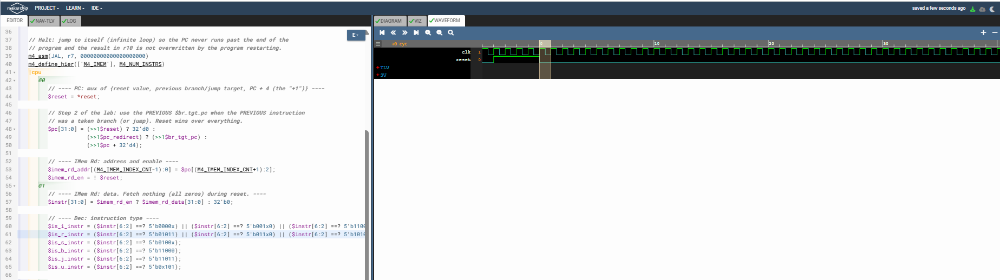 makerchip PROJECT LEARN IDE saved a few seconds ago
EDITOR NAV-TLV LOG
36
37 // Halt: jump to itself (infinite loop) so the PC never runs past the end of the
38 // program and the result in r10 is not overwritten by the program restarting.
39 m4_asm(JAL, r7, 00000000000000000000)
40 m4_define_hier(['M4_IMEM'], M4_NUM_INSTRS)
41 |cpu
42 @0
43 // ---- PC: mux of {reset value, previous branch/jump target, PC + 4 (the "+1")} ----
44 $reset = *reset;
45
46 // Step 2 of the lab: use the PREVIOUS $br_tgt_pc when the PREVIOUS instruction
47 // was a taken branch (or jump). Reset wins over everything.
48 $pc[31:0] = (>>1$reset) ? 32'd0 :
49 (>>1$pc_redirect) ? (>>1$br_tgt_pc) :
50 (>>1$pc + 32'd4);
51
52 // ---- IMem Rd: address and enable ----
53 $imem_rd_addr[(M4_IMEM_INDEX_CNT-1):0] = $pc[(M4_IMEM_INDEX_CNT+1):2];
54 $imem_rd_en = ! $reset;
55 @1
56 // ---- IMem Rd: data. Fetch nothing (all zeros) during reset. ----
57 $instr[31:0] = $imem_rd_en ? $imem_rd_data[31:0] : 32'b0;
58
59 // ---- Dec: instruction type ----
60 $is_i_instr = ($instr[6:2] ==? 5'b0000x) || ($instr[6:2] ==? 5'b001x0) || ($instr[6:2] ==? 5'b1100
61 $is_r_instr = ($instr[6:2] ==? 5'b01011) || ($instr[6:2] ==? 5'b011x0) || ($instr[6:2] ==? 5'b1010
62 $is_s_instr = ($instr[6:2] ==? 5'b0100x);
63 $is_b_instr = ($instr[6:2] ==? 5'b11000);
64 $is_j_instr = ($instr[6:2] ==? 5'b11011);
65 $is_u_instr = ($instr[6:2] ==? 5'b0x101);
66
E
DIAGRAM VIZ WAVEFORM
+0 cyc 0 10 20 30
clk 1
reset 0
+TLV
+SV